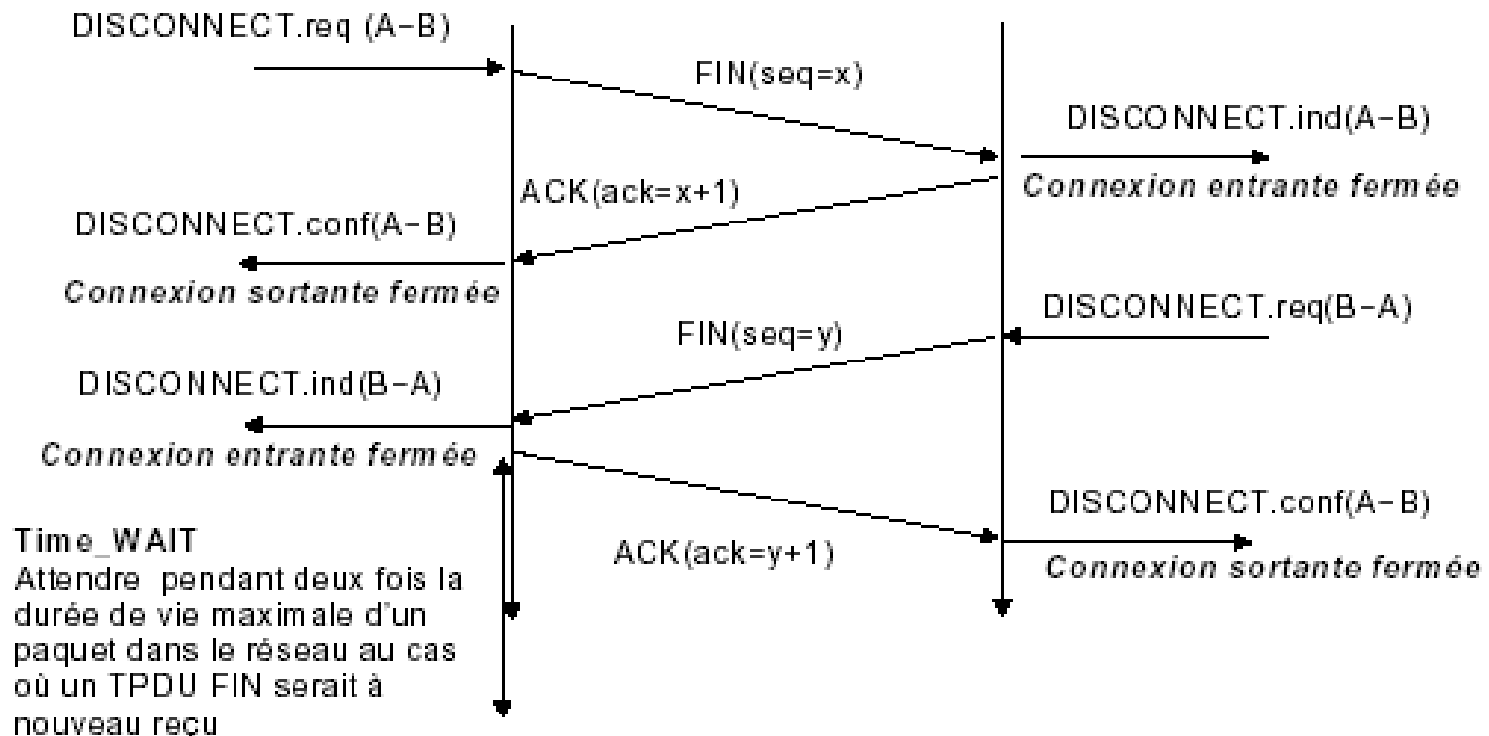 DISCONNECT.req (A-B)
FIN(seq=x)
DISCONNECT.ind(A-B)
Connexion entrante fermée
ACK(ack=x+1)
DISCONNECT.conf(A-B)
Connexion sortante fermée
DISCONNECT.req(B-A)
FIN(seq=y)
DISCONNECT.ind(B-A)
Connexion entrante fermée
DISCONNECT.conf(A-B)
ACK(ack=y+1)
Connexion sortante fermée
Time_WAIT
Attendre pendant deux fois la
durée de vie maximale d'un
paquet dans le réseau au cas
où un TPDU FIN serait à
nouveau reçu